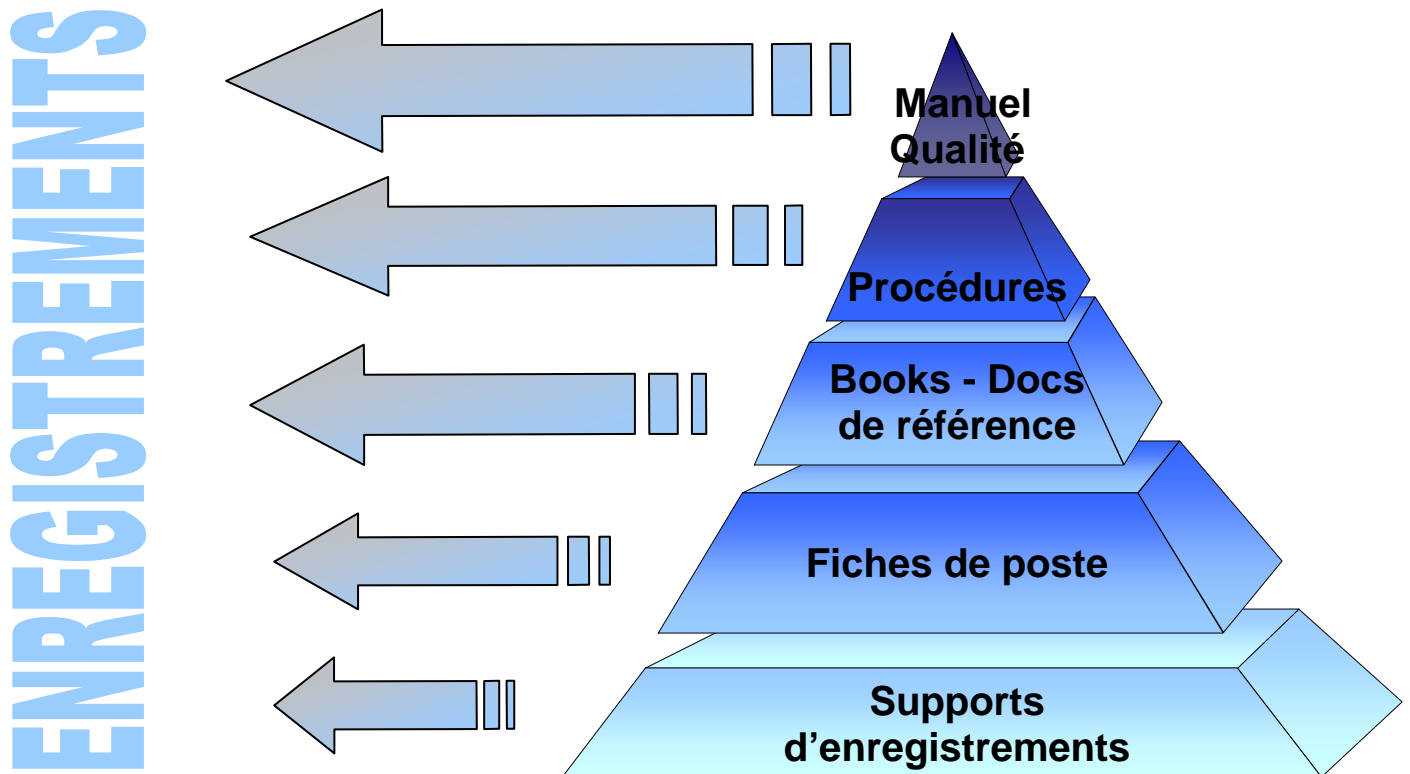 ENREGISTREMENTS
Manuel
Qualité
Procédures
Books - Docs
de référence
Fiches de poste
Supports
d’enregistrements